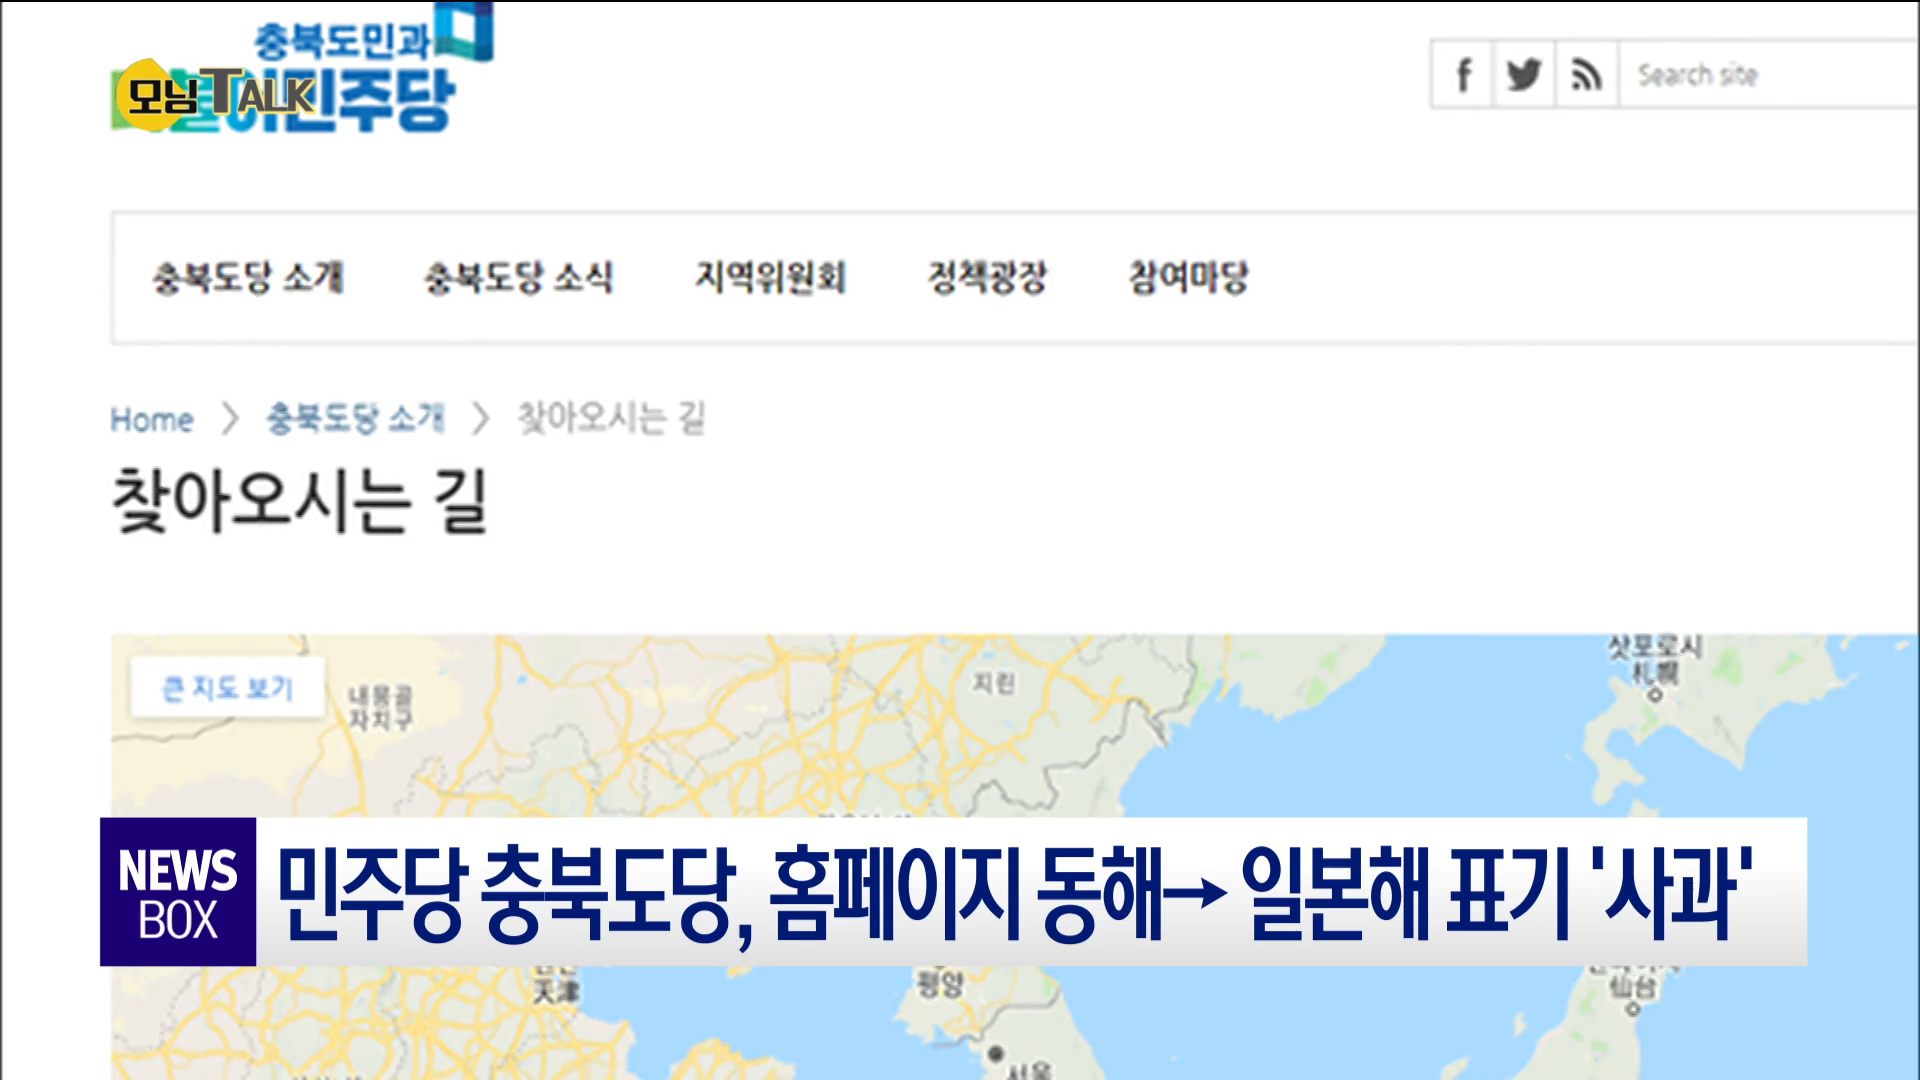 충북도민과
모닝TALK
민주당
Search site
충북도당 소개 충북도당 소식 지역위원회 정책광장 참여마당
Home > 충북도당 소개 > 찾아오시는 길
찾아오시는 길
큰 지도 보기
내몽골
자치구
지린
삿포로시
札幌
NEWS
BOX
민주당 충북도당, 홈페이지 동해→ 일본해 표기 '사과'
天津
평양
仙台
서울